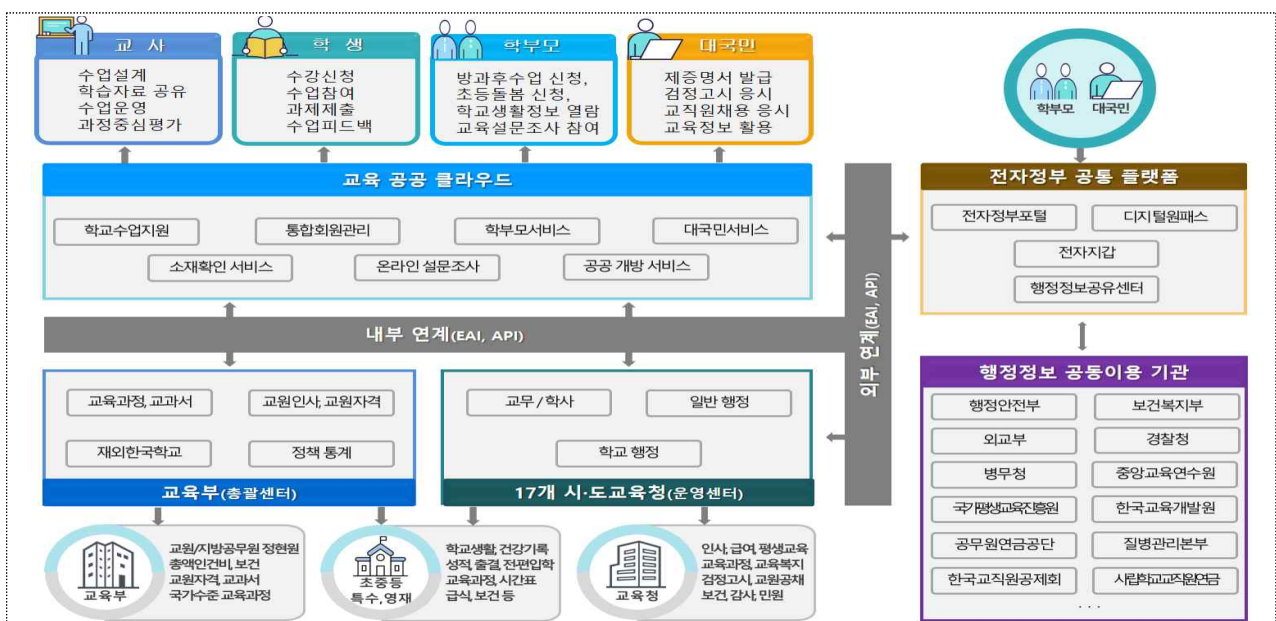 교 사
수업설계
학습자료 공유
수업운영
과정중심평가
학 생
수강신청
수업참여
과제제출
수업피드백
학부모
방과후수업 신청,
초등돌봄 신청,
학교생활정보 열람
교육설문조사 참여
대국민
제증명서 발급
검정고시 응시
교직원채용 응시
교육정보 활용
학부모 대국민
교육 공공 클라우드
학교수업지원
통합회원관리
학부모서비스
대국민서비스
소재확인 서비스
온라인 설문조사
공공 개방 서비스
내부 연계(EAI, API)
외부 연계(EAI, API)
전자정부 공통 플랫폼
전자정부포털
디지털원패스
전자지갑
행정정보공유센터
교육과정, 교과서
교원인사, 교원자격
재외한국학교
정책 통계
교육부(총괄센터)
교무 / 학사
일반 행정
학교 행정
17개 시·도교육청(운영센터)
행정정보 공동이용 기관
행정안전부
보건복지부
외교부
경찰청
병무청
중앙교육연수원
국가평생교육진흥원
한국교육개발원
공무원연금공단
질병관리본부
한국교직원공제회
사립학교교직원연금
...
교육부
교원/지방공무원 정현원
총액인건비, 보건
교원자격, 교과서
국가수준 교육과정
초중등
특수,영재
학교생활, 건강기록
성적, 출결, 전편입학
교육과정, 시간표
급식, 보건 등
교육청
인사, 급여, 평생교육
교육과정, 교육복지
검정고시, 교원공채
보건, 감사, 민원